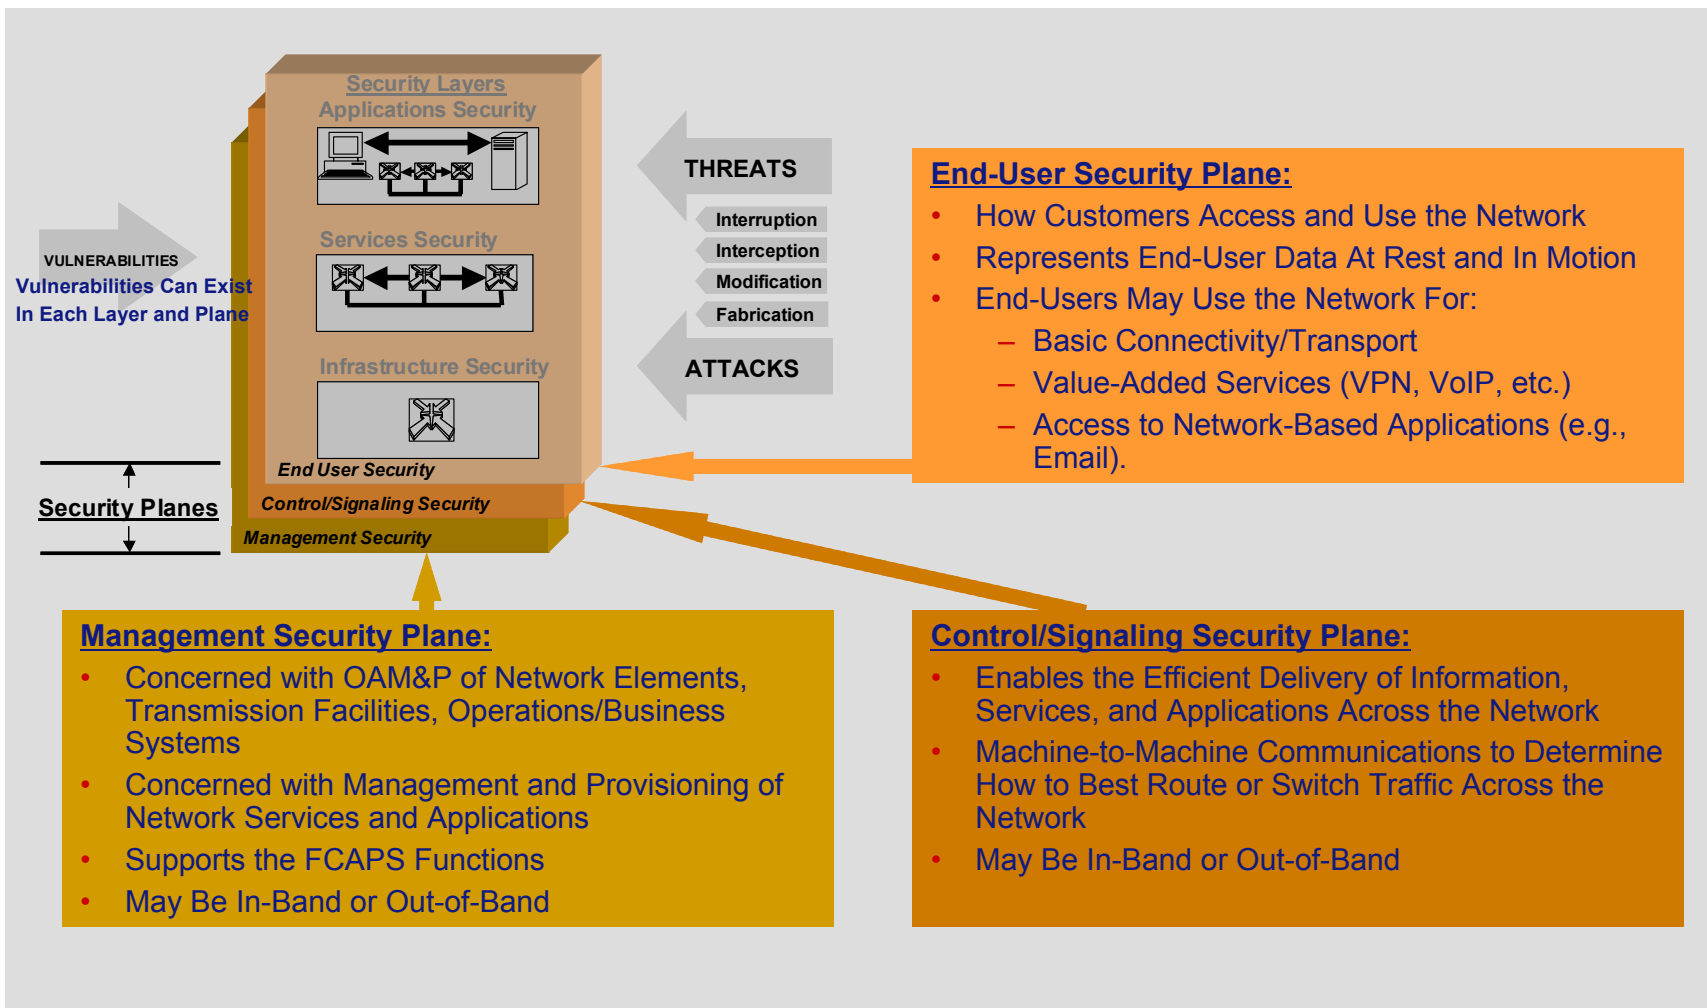 Security Layers
Applications Security
Services Security
Infrastructure Security
End User Security
Control/Signaling Security
Management Security
VULNERABILITIES
Vulnerabilities Can Exist
In Each Layer and Plane
Security Planes
THREATS
Interruption
Interception
Modification
Fabrication
ATTACKS
End-User Security Plane:
• How Customers Access and Use the Network
• Represents End-User Data At Rest and In Motion
• End-Users May Use the Network For:
– Basic Connectivity/Transport
– Value-Added Services (VPN, VoIP, etc.)
– Access to Network-Based Applications (e.g.,
Email).
Management Security Plane:
• Concerned with OAM&P of Network Elements,
Transmission Facilities, Operations/Business
Systems
• Concerned with Management and Provisioning of
Network Services and Applications
• Supports the FCAPS Functions
• May Be In-Band or Out-of-Band
Control/Signaling Security Plane:
• Enables the Efficient Delivery of Information,
Services, and Applications Across the Network
• Machine-to-Machine Communications to Determine
How to Best Route or Switch Traffic Across the
Network
• May Be In-Band or Out-of-Band